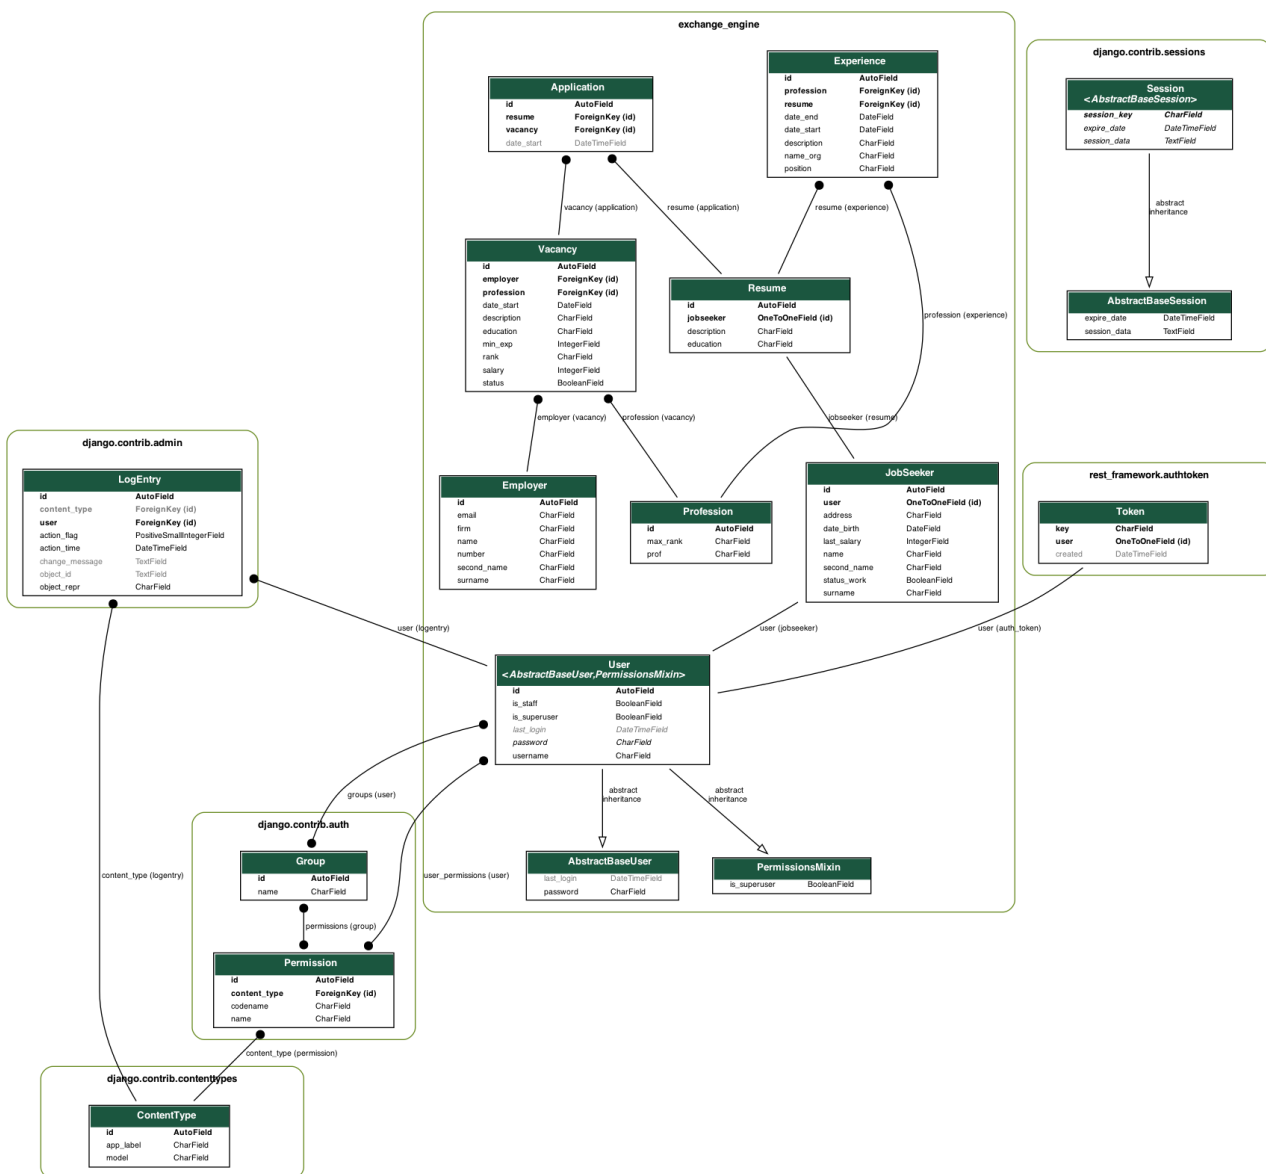 exchange_engine
Application
id AutoField
resume ForeignKey (id)
vacancy ForeignKey (id)
date_start DateTimeField
Experience
id AutoField
profession ForeignKey (id)
resume ForeignKey (id)
date_end DateField
date_start DateField
description CharField
name_org CharField
position CharField
vacancy (application)
resume (application)
resume (experience)
Vacancy
id AutoField
employer ForeignKey (id)
profession ForeignKey (id)
date_start DateField
description CharField
education CharField
min_exp IntegerField
rank CharField
salary IntegerField
status BooleanField
Resume
id AutoField
jobseeker OneToOneField (id)
description CharField
education CharField
profession (experience)
employer (vacancy)
profession (vacancy)
jobseeker (resume)
Employer
id AutoField
email CharField
firm CharField
name CharField
number CharField
second_name CharField
surname CharField
Profession
id AutoField
max_rank CharField
prof CharField
JobSeeker
id AutoField
user OneToOneField (id)
address CharField
date_birth DateField
last_salary IntegerField
name CharField
second_name CharField
status_work BooleanField
surname CharField
user (logentry)
user (jobseeker)
user (auth_token)
User
<AbstractBaseUser,PermissionsMixin>
id AutoField
is_staff BooleanField
is_superuser BooleanField
last_login DateTimeField
password CharField
username CharField
abstract
inheritance
abstract
inheritance
AbstractBaseUser
last_login DateTimeField
password CharField
PermissionsMixin
is_superuser BooleanField
django.contrib.sessions
Session
<AbstractBaseSession>
session_key CharField
expire_date DateTimeField
session_data TextField
abstract
inheritance
AbstractBaseSession
expire_date DateTimeField
session_data TextField
rest_framework.authtoken
Token
key CharField
user OneToOneField (id)
created DateTimeField
django.contrib.admin
LogEntry
id AutoField
content_type ForeignKey (id)
user ForeignKey (id)
action_flag PositiveSmallIntegerField
action_time DateTimeField
change_message TextField
object_id TextField
object_repr CharField
content_type (logentry)
groups (user)
user_permissions (user)
django.contrib.auth
Group
id AutoField
name CharField
permissions (group)
Permission
id AutoField
content_type ForeignKey (id)
codename CharField
name CharField
content_type (permission)
django.contrib.contenttypes
ContentType
id AutoField
app_label CharField
model CharField